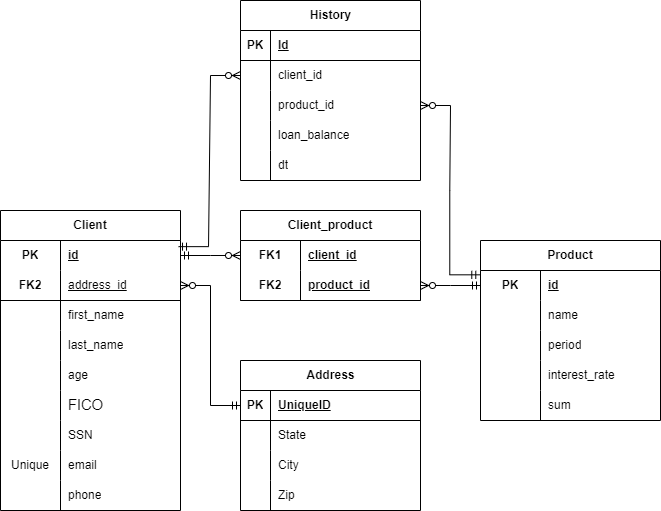 History
PK Id
client_id
product_id
loan_balance
dt
Client
PK id
FK2 address_id
first_name
last_name
age
FICO
SSN
Unique email
phone
Client_product
FK1 client_id
FK2 product_id
Product
PK id
name
period
interest_rate
sum
Address
PK UniqueID
State
City
Zip